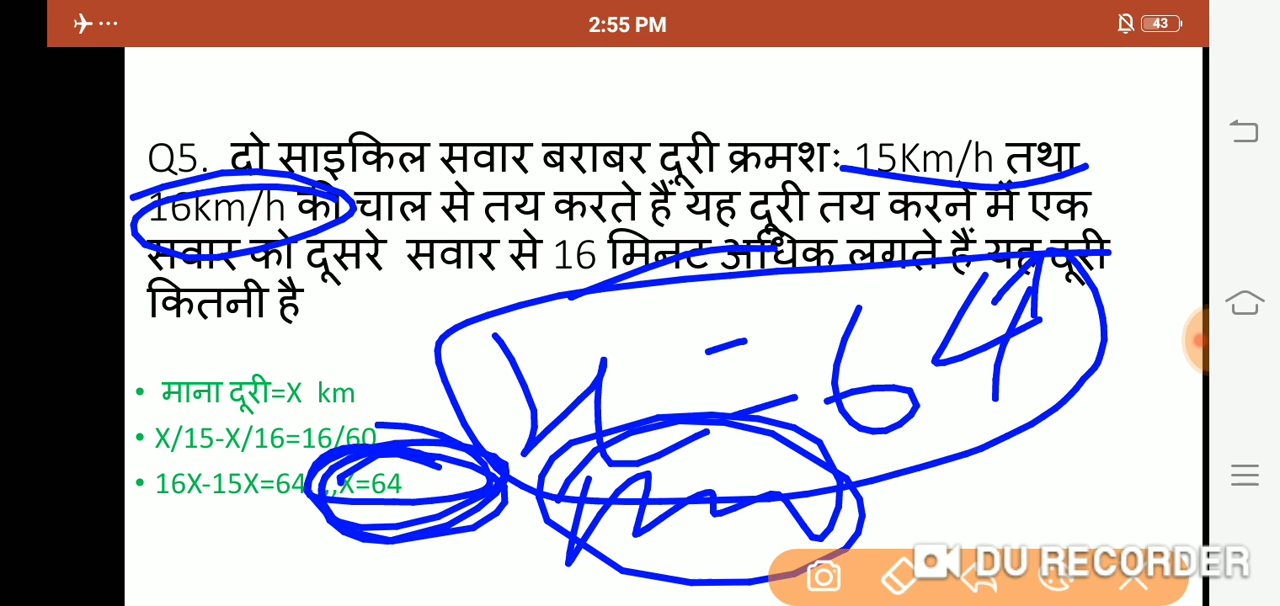 2:55 PM
43
Q5. दो साइकिल सवार बराबर दूरी क्रमशः 15Km/h तथा
16km/h की चाल से तय करते हैं यह दूरी तय करने में एक
सवार को दूसरे सवार से 16 मिनट अधिक लगते हैं यह दूरी
कितनी है
x = 64
• माना दूरी=X km
• X/15-X/16=16/60
• 16X-15X=64 ,,,X=64
km
DU RECORDER